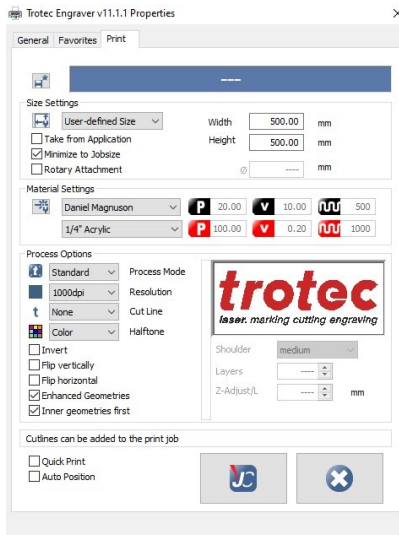 Trotec Engraver v11.1.1 Properties
General Favorites Print
---
Size Settings
User-defined Size Width 500.00 mm
Take from Application Height 500.00 mm
Minimize to Jobsize
Rotary Attachment Ø ---- mm
Material Settings
Daniel Magnuson P 20.00 V 10.00 500
1/4" Acrylic P 100.00 V 0.20 1000
Process Options
Standard Process Mode
1000dpi Resolution
t None Cut Line
Color Halftone
trotec
laser. marking cutting engraving
Invert Shoulder medium
Flip vertically Layers ----
Flip horizontal Z-Adjust/L ---- mm
Enhanced Geometries
Inner geometries first
Cutlines can be added to the print job
Quick Print
Auto Position
JC